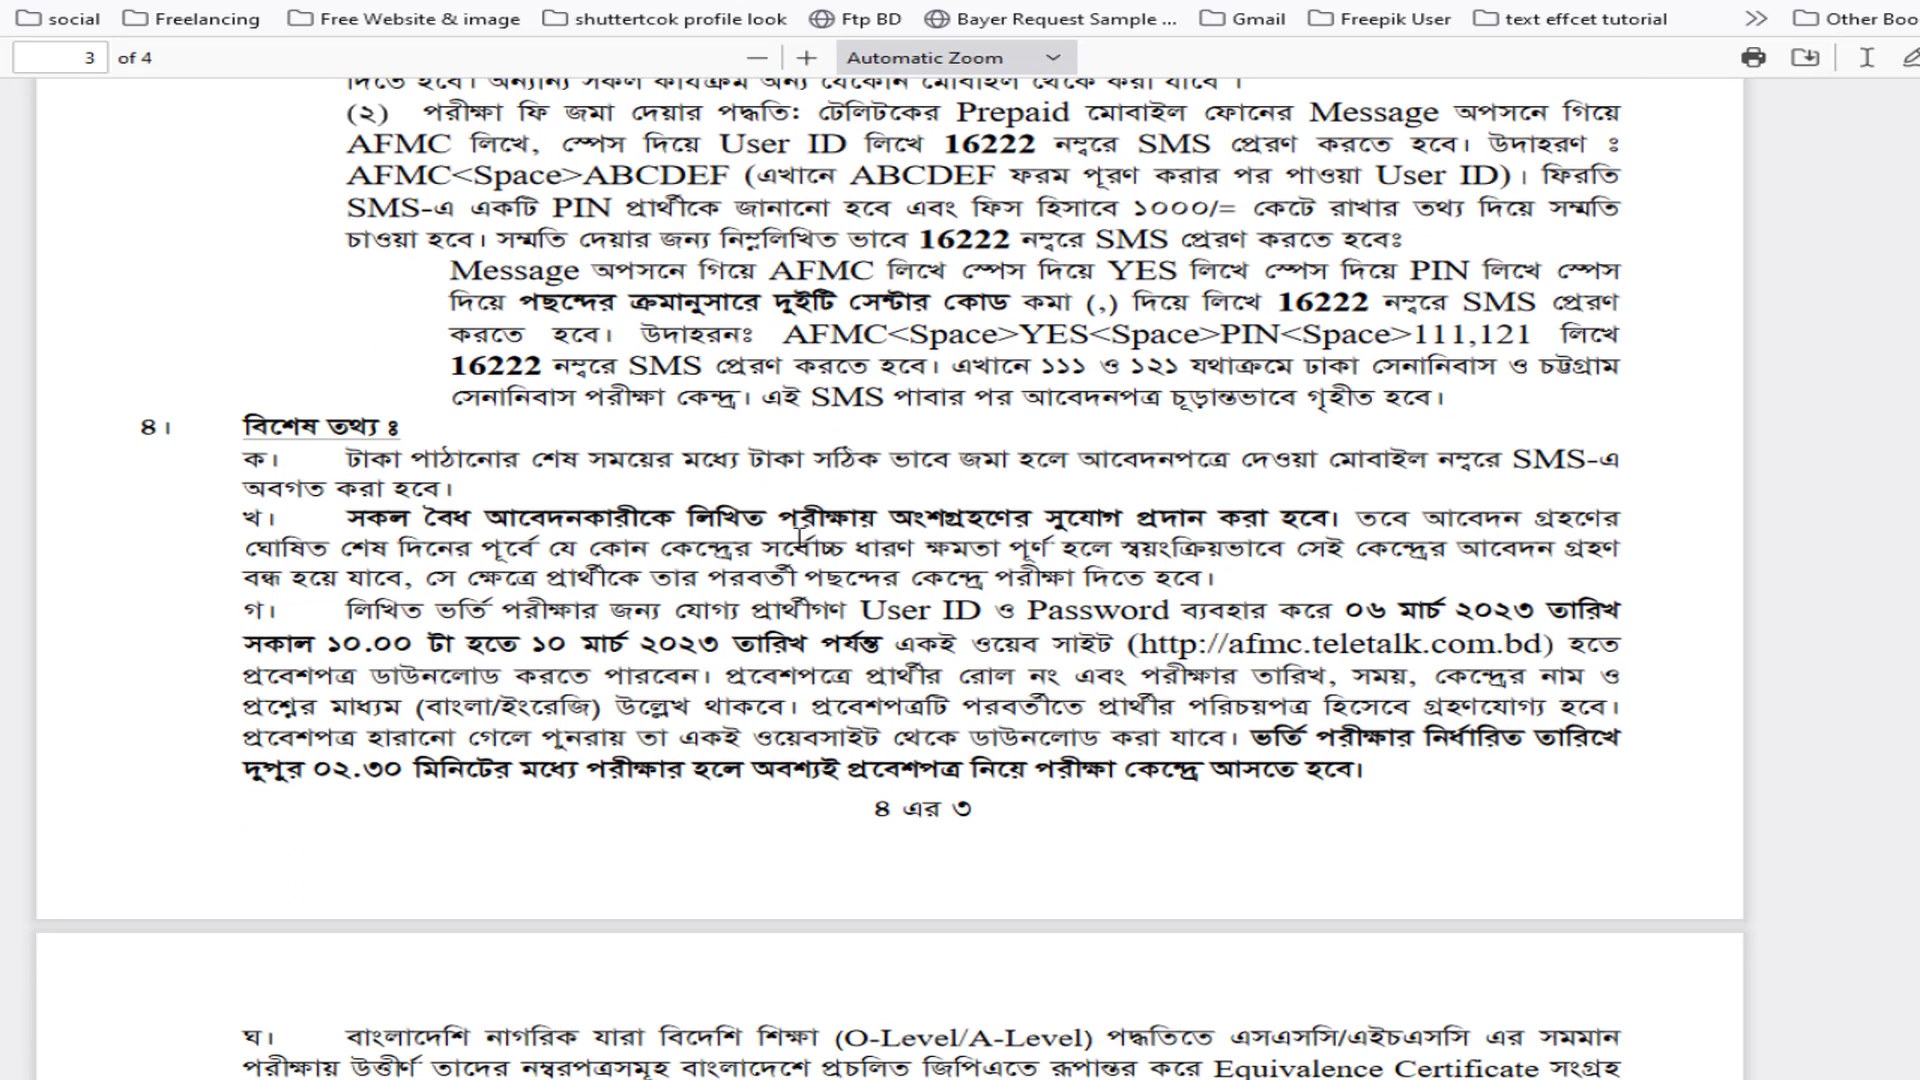 social Freelancing Free Website & image shuttertcok profile look Ftp BD Bayer Request Sample ... Gmail Freepik User text effcet tutorial Other Boo
3 of 4 Automatic Zoom
দিতে হবে। অন্যান্য সকল কার্যক্রম অন্য যেকোন মোবাইল থেকে করা যাবে ।
(২) পরীক্ষা ফি জমা দেয়ার পদ্ধতি: টেলিটকের Prepaid মোবাইল ফোনের Message অপসনে গিয়ে
AFMC লিখে, স্পেস দিয়ে User ID লিখে 16222 নম্বরে SMS প্রেরণ করতে হবে। উদাহরণ ঃ
AFMC<Space>ABCDEF (এখানে ABCDEF ফরম পূরণ করার পর পাওয়া User ID)। ফিরতি
SMS-এ একটি PIN প্রার্থীকে জানানো হবে এবং ফিস হিসাবে ১০০০/= কেটে রাখার তথ্য দিয়ে সম্মতি
চাওয়া হবে। সম্মতি দেয়ার জন্য নিম্নলিখিত ভাবে 16222 নম্বরে SMS প্রেরণ করতে হবেঃ
Message অপসনে গিয়ে AFMC লিখে স্পেস দিয়ে YES লিখে স্পেস দিয়ে PIN লিখে স্পেস
দিয়ে পছন্দের ক্রমানুসারে দুইটি সেন্টার কোড কমা (,) দিয়ে লিখে 16222 নম্বরে SMS প্রেরণ
করতে হবে। উদাহরনঃ AFMC<Space>YES<Space>PIN<Space>111,121 লিখে
16222 নম্বরে SMS প্রেরণ করতে হবে। এখানে ১১১ ও ১২১ যথাক্রমে ঢাকা সেনানিবাস ও চট্টগ্রাম
সেনানিবাস পরীক্ষা কেন্দ্র। এই SMS পাবার পর আবেদনপত্র চূড়ান্তভাবে গৃহীত হবে।
৪। বিশেষ তথ্য ঃ
ক। টাকা পাঠানোর শেষ সময়ের মধ্যে টাকা সঠিক ভাবে জমা হলে আবেদনপত্রে দেওয়া মোবাইল নম্বরে SMS-এ
অবগত করা হবে।
খ। সকল বৈধ আবেদনকারীকে লিখিত পরীক্ষায় অংশগ্রহণের সুযোগ প্রদান করা হবে। তবে আবেদন গ্রহণের
ঘোষিত শেষ দিনের পূর্বে যে কোন কেন্দ্রের সর্বোচ্চ ধারণ ক্ষমতা পূর্ণ হলে স্বয়ংক্রিয়ভাবে সেই কেন্দ্রের আবেদন গ্রহণ
বন্ধ হয়ে যাবে, সে ক্ষেত্রে প্রার্থীকে তার পরবর্তী পছন্দের কেন্দ্রে পরীক্ষা দিতে হবে।
গ। লিখিত ভর্তি পরীক্ষার জন্য যোগ্য প্রার্থীগণ User ID ও Password ব্যবহার করে ০৬ মার্চ ২০২৩ তারিখ
সকাল ১০.০০ টা হতে ১০ মার্চ ২০২৩ তারিখ পর্যন্ত একই ওয়েব সাইট (http://afmc.teletalk.com.bd) হতে
প্রবেশপত্র ডাউনলোড করতে পারবেন। প্রবেশপত্রে প্রার্থীর রোল নং এবং পরীক্ষার তারিখ, সময়, কেন্দ্রের নাম ও
প্রশ্নের মাধ্যম (বাংলা/ইংরেজি) উল্লেখ থাকবে। প্রবেশপত্রটি পরবর্তীতে প্রার্থীর পরিচয়পত্র হিসেবে গ্রহণযোগ্য হবে।
প্রবেশপত্র হারানো গেলে পুনরায় তা একই ওয়েবসাইট থেকে ডাউনলোড করা যাবে। ভর্তি পরীক্ষার নির্ধারিত তারিখে
দুপুর ০২.৩০ মিনিটের মধ্যে পরীক্ষার হলে অবশ্যই প্রবেশপত্র নিয়ে পরীক্ষা কেন্দ্রে আসতে হবে।
৪ এর ৩
ঘ। বাংলাদেশি নাগরিক যারা বিদেশি শিক্ষা (O-Level/A-Level) পদ্ধতিতে এসএসসি/এইচএসসি এর সমমান
পরীক্ষায় উত্তীর্ণ তাদের নম্বরপত্রসমূহ বাংলাদেশে প্রচলিত জিপিএতে রূপান্তর করে Equivalence Certificate সংগ্রহ